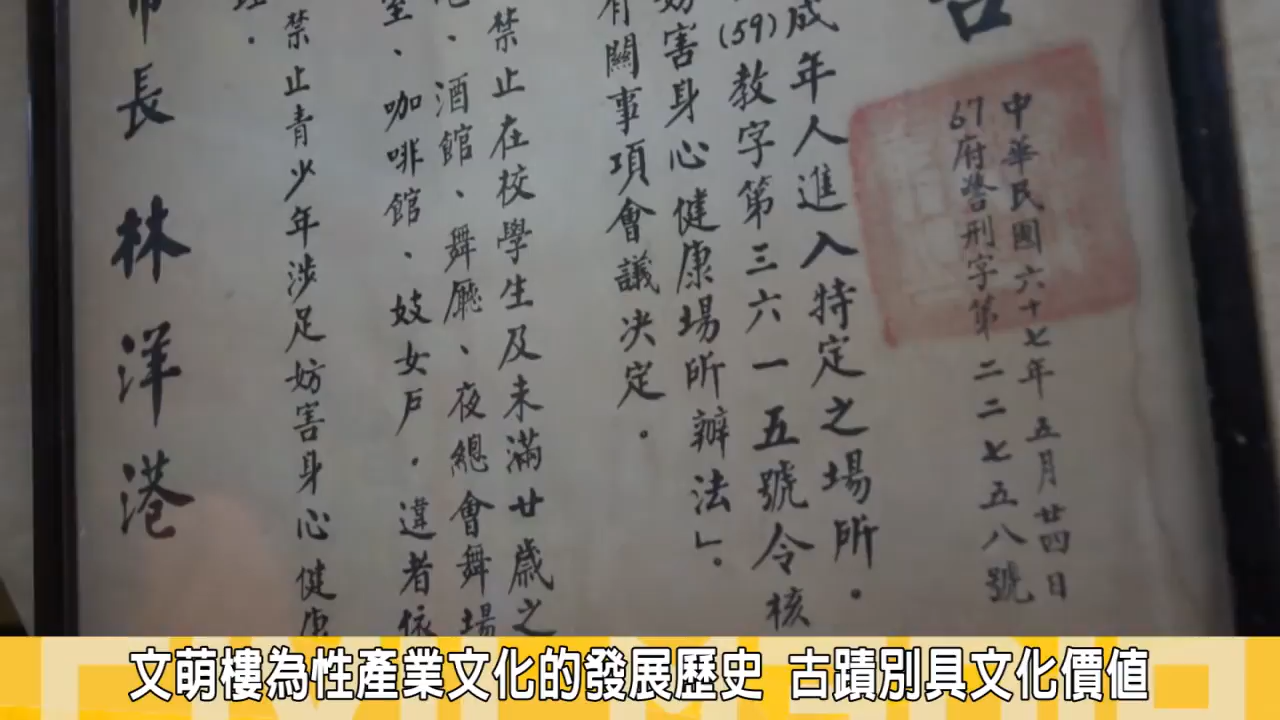 告
中華民國六十七年五月廿四日
67府警刑字第二二七五八號
成年人進入特定之場所。
(59)教字第三六一五號令核
妨害身心健康場所辦法」。
有關事項會議決定。
禁止在校學生及未滿廿歲之
、酒館、舞廳、夜總會舞場
室、咖啡館、妓女戶。違者依
禁止青少年涉足妨害身心健康
市長林洋港
文萌樓為性產業文化的發展歷史 古蹟別具文化價值